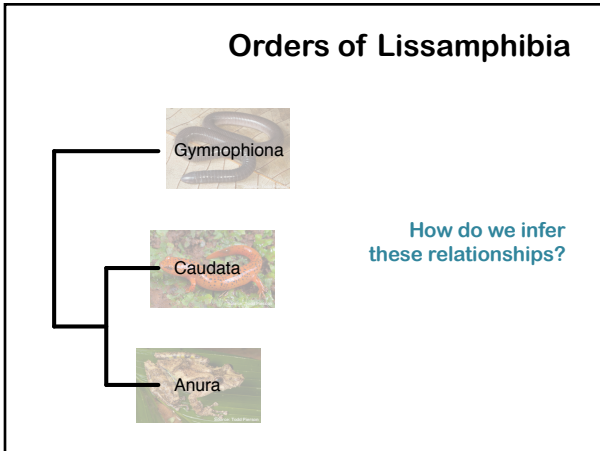 Orders of Lissamphibia
Gymnophiona
How do we infer
these relationships?
Caudata
Anura